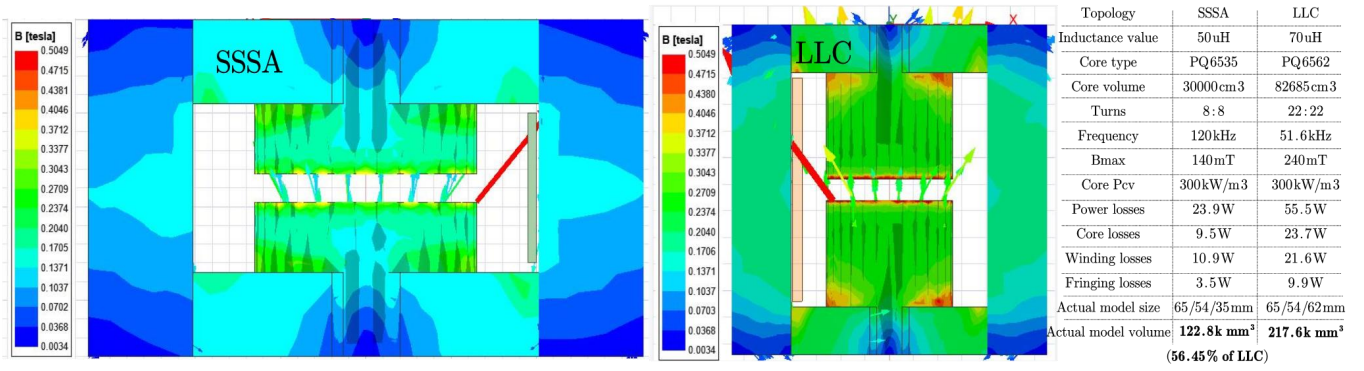 B [tesla]
0.5049
0.4715
0.4381
0.4046
0.3712
0.3377
0.3043
0.2709
0.2374
0.2040
0.1705
0.1371
0.1037
0.0702
0.0368
0.0034
SSSA
B [tesla]
0.5049
0.4715
0.4380
0.4046
0.3712
0.3377
0.3043
0.2709
0.2374
0.2040
0.1706
0.1371
0.1037
0.0703
0.0368
0.0034
LLC
Y
X
Topology SSSA LLC
Inductance value 50uH 70uH
Core type PQ6535 PQ6562
Core volume 30000cm3 82685cm3
Turns 8:8 22:22
Frequency 120kHz 51.6kHz
Bmax 140mT 240mT
Core Pcv 300kW/m3 300kW/m3
Power losses 23.9W 55.5W
Core losses 9.5W 23.7W
Winding losses 10.9W 21.6W
Fringing losses 3.5W 9.9W
Actual model size 65/54/35mm 65/54/62mm
Actual model volume 122.8k mm³ 217.6k mm³
(56.45% of LLC)